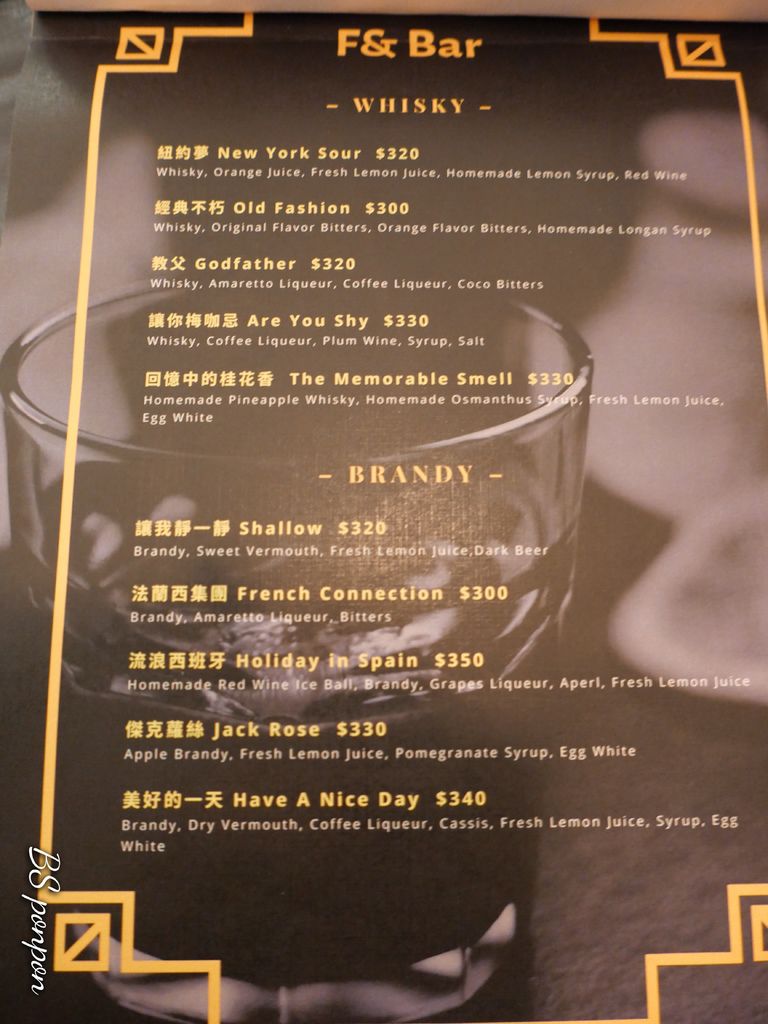 F& Bar
- WHISKY -
紐約夢 New York Sour $320
Whisky, Orange Juice, Fresh Lemon Juice, Homemade Lemon Syrup, Red Wine
經典不朽 Old Fashion $300
Whisky, Original Flavor Bitters, Orange Flavor Bitters, Homemade Longan Syrup
教父 Godfather $320
Whisky, Amaretto Liqueur, Coffee Liqueur, Coco Bitters
讓你梅咖忌 Are You Shy $330
Whisky, Coffee Liqueur, Plum Wine, Syrup, Salt
回憶中的桂花香 The Memorable Smell $330
Homemade Pineapple Whisky, Homemade Osmanthus Syrup, Fresh Lemon Juice,
Egg White
- BRANDY -
讓我靜一靜 Shallow $320
Brandy, Sweet Vermouth, Fresh Lemon Juice,Dark Beer
法蘭西集團 French Connection $300
Brandy, Amaretto Liqueur, Bitters
流浪西班牙 Holiday in Spain $350
Homemade Red Wine Ice Ball, Brandy, Grapes Liqueur, Aperl, Fresh Lemon Juice
傑克蘿絲 Jack Rose $330
Apple Brandy, Fresh Lemon Juice, Pomegranate Syrup, Egg White
美好的一天 Have A Nice Day $340
Brandy, Dry Vermouth, Coffee Liqueur, Cassis, Fresh Lemon Juice, Syrup, Egg
White
BS ponpon